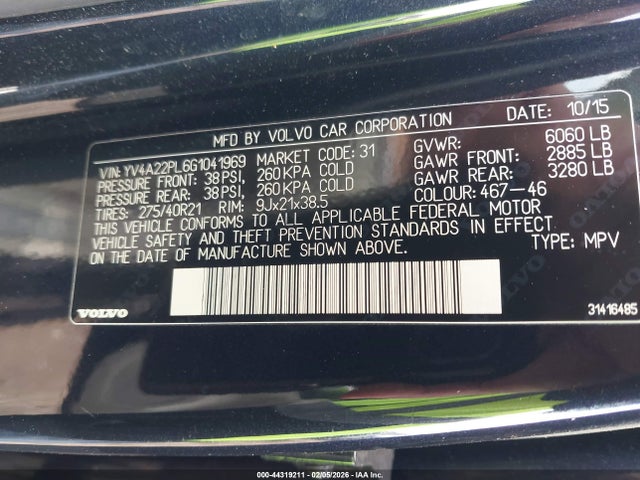 MFD BY VOLVO CAR CORPORATION DATE: 10/15
VIN: YV4A22PL6G1041969 MARKET CODE: 31 GVWR: 6060 LB
PRESSURE FRONT: 38PSI, 260KPA COLD GAWR FRONT: 2885 LB
PRESSURE REAR: 38PSI, 260 KPA COLD GAWR REAR: 3280 LB
TIRES: 275/40R21 RIM: 9Jx21x38.5 COLOUR: 467-46
THIS VEHICLE CONFORMS TO ALL APPLICABLE FEDERAL MOTOR
VEHICLE SAFETY AND THEFT PREVENTION STANDARDS IN EFFECT
ON THE DATE OF MANUFACTURE SHOWN ABOVE. TYPE: MPV
VOLVO 31416485
000-44319211 - 02/05/2026 - Copyright IAA, Inc.